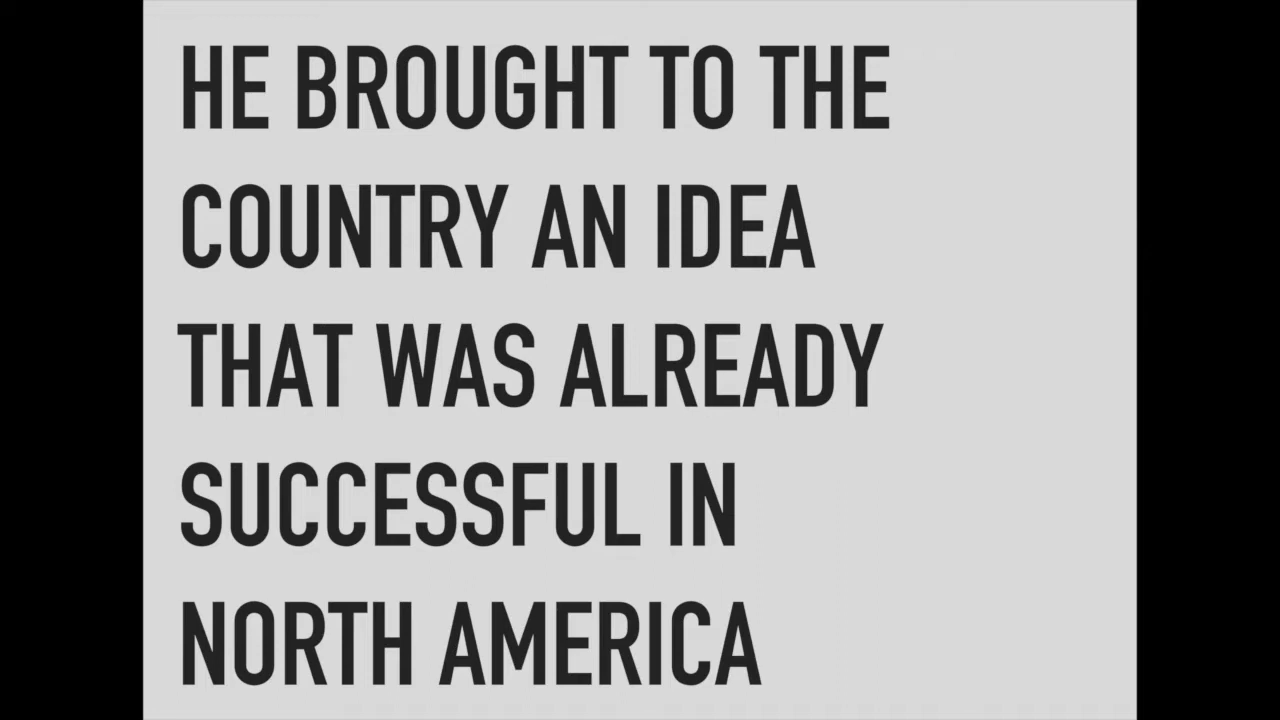 HE BROUGHT TO THE
COUNTRY AN IDEA
THAT WAS ALREADY
SUCCESSFUL IN
NORTH AMERICA